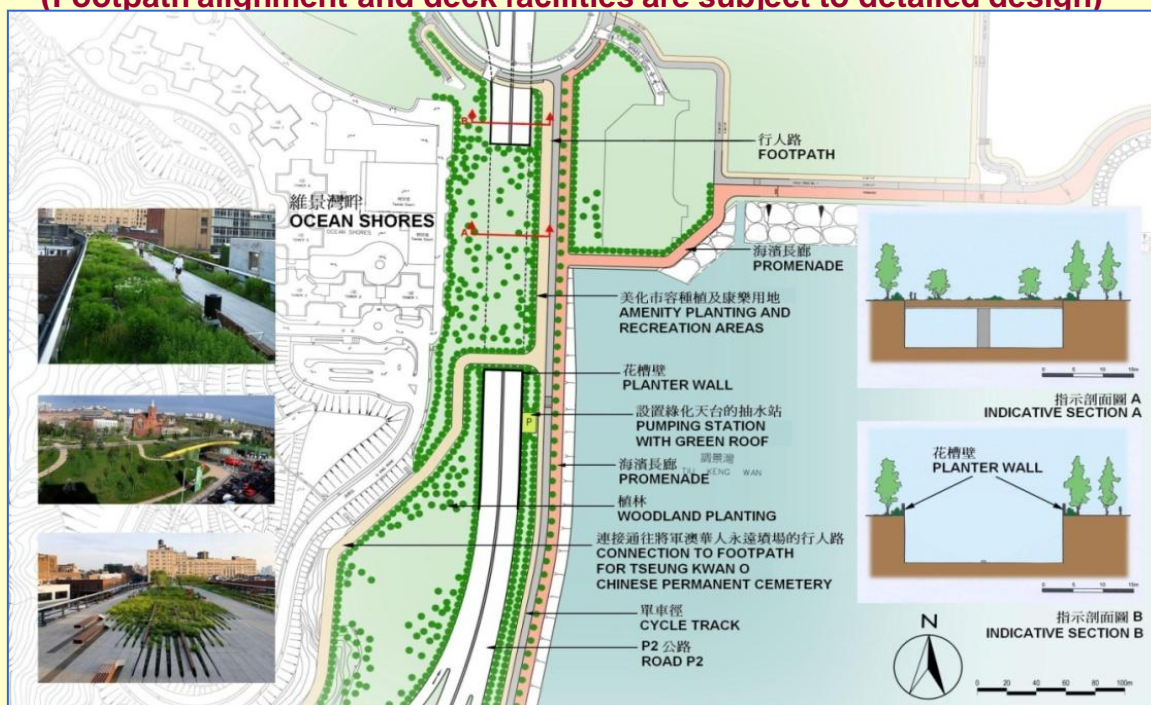 (Footpath alignment and deck facilities are subject to detailed design)
行人路
FOOTPATH
維景灣畔
OCEAN SHORES
OCEAN SHORES
海濱長廊
PROMENADE
美化市容種植及康樂用地
AMENITY PLANTING AND
RECREATION AREAS
花槽壁
PLANTER WALL
設置綠化天台的抽水站
PUMPING STATION
WITH GREEN ROOF
P
調景灣
TIU KENG WAN
海濱長廊
PROMENADE
植林
WOODLAND PLANTING
連接通往將軍澳華人永遠墳場的行人路
CONNECTION TO FOOTPATH
FOR TSEUNG KWAN O
CHINESE PERMANENT CEMETERY
單車徑
CYCLE TRACK
P2 公路
ROAD P2
B
A
指示剖面圖 A
INDICATIVE SECTION A
花槽壁
PLANTER WALL
指示剖面圖 B
INDICATIVE SECTION B
N
0 20 40 60 80 100m